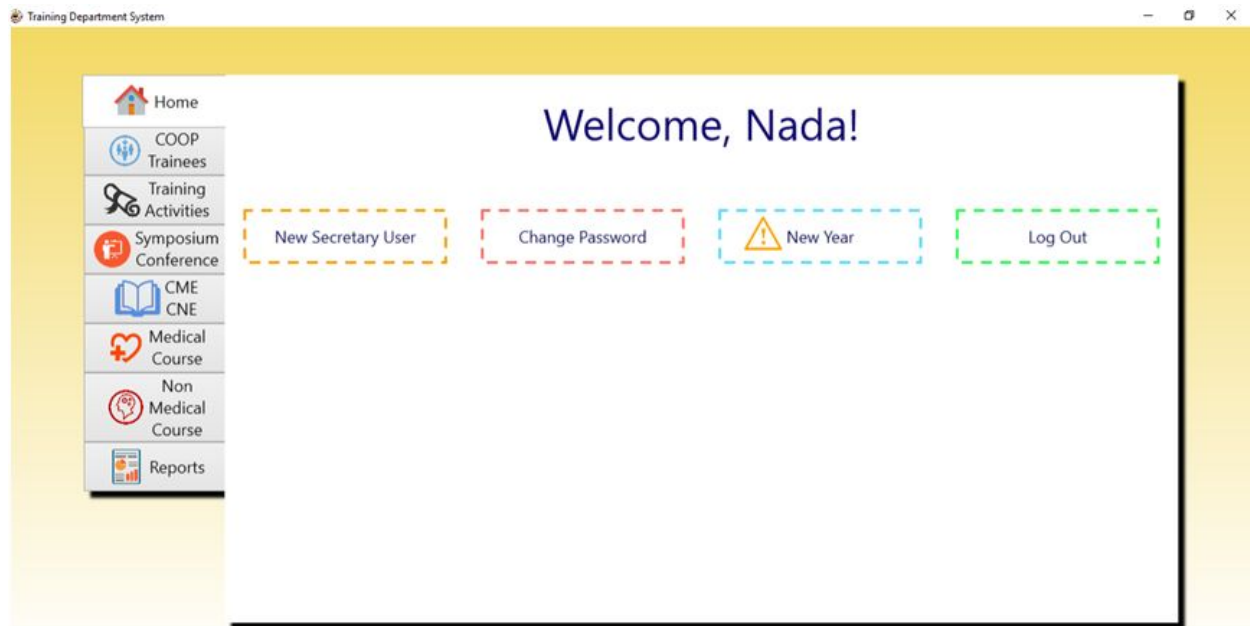 Training Department System
Home
COOP
Trainees
Training
Activities
Symposium
Conference
CME
CNE
Medical
Course
Non
Medical
Course
Reports
Welcome, Nada!
New Secretary User
Change Password
New Year
Log Out